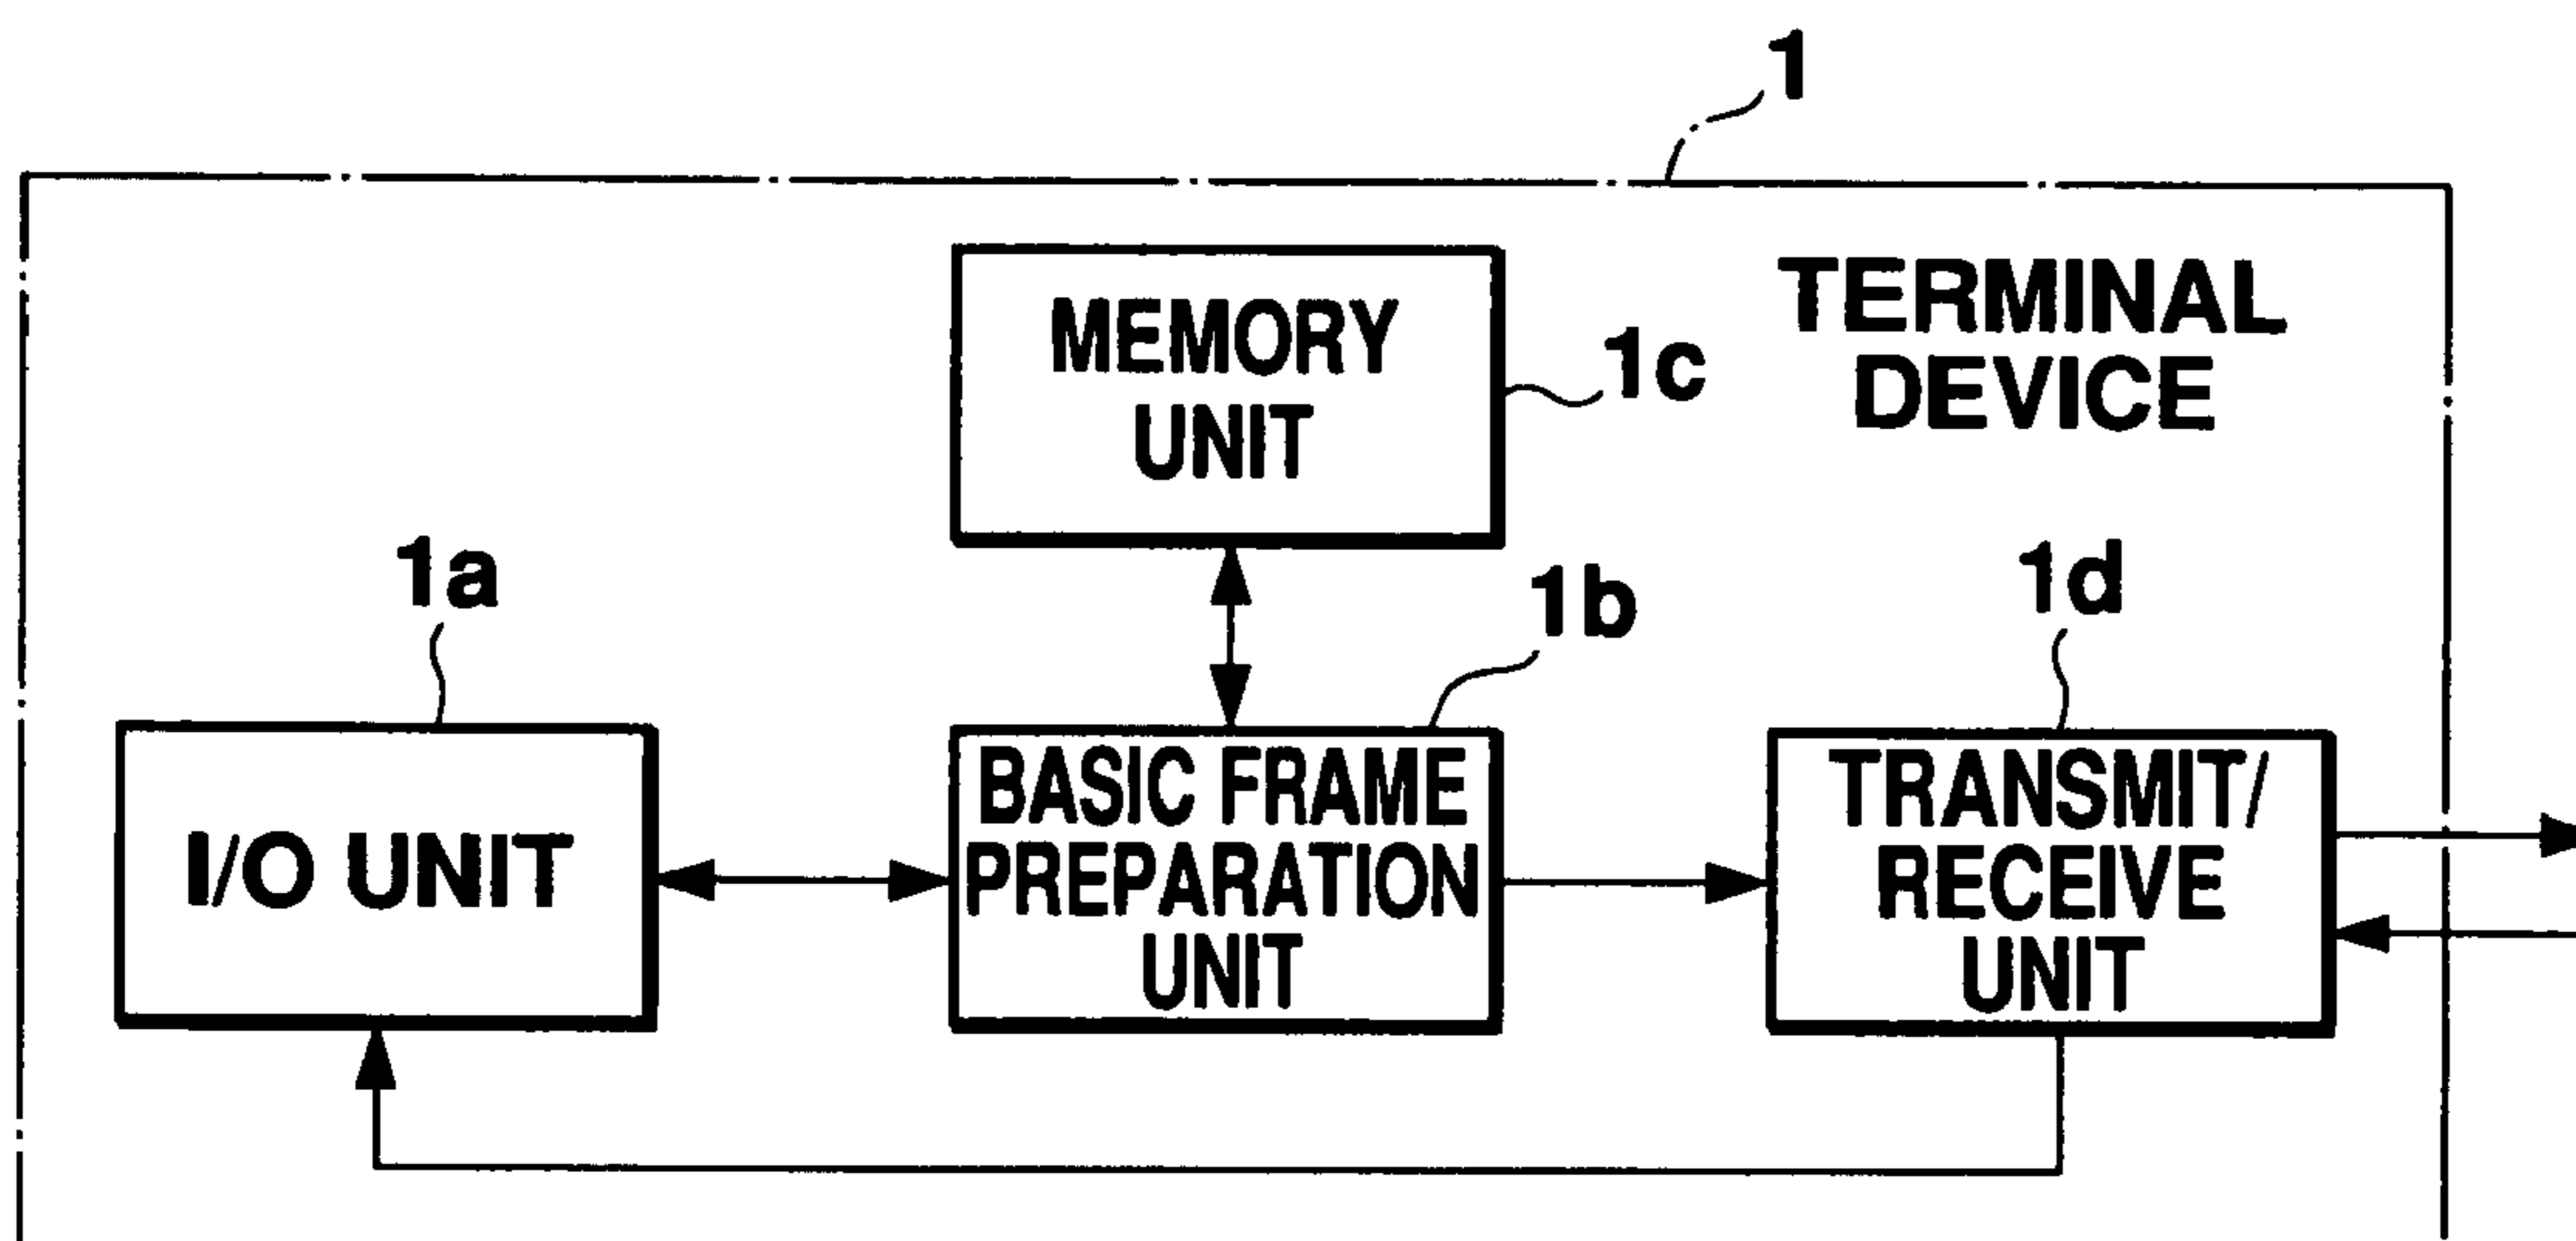 1
TERMINAL
DEVICE
MEMORY
UNIT
1c
1a
1b
1d
I/O UNIT
BASIC FRAME
PREPARATION
UNIT
TRANSMIT/
RECEIVE
UNIT